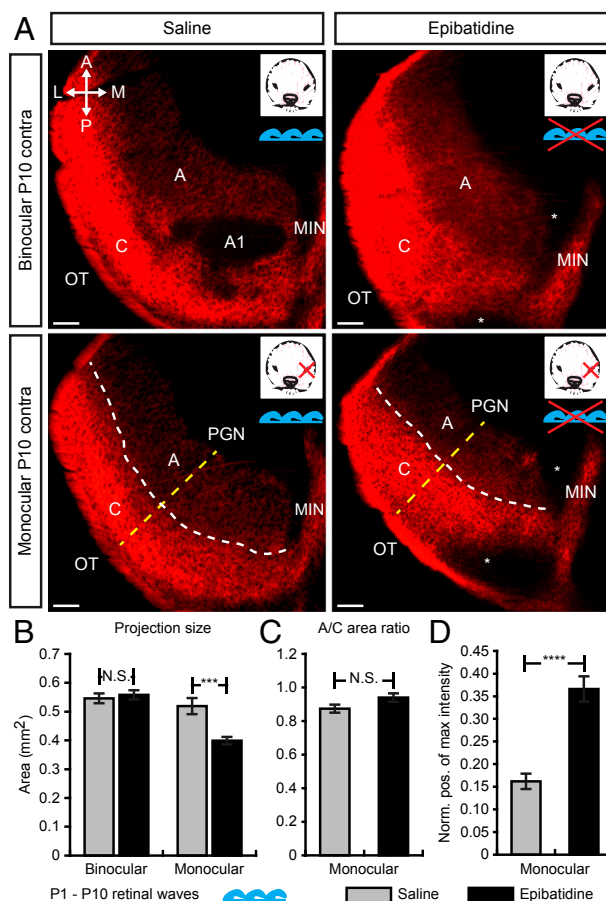 A
Saline
Epibatidine
Binocular P10 contra
A
L M
P
A
A1
C
MIN
OT
A
*
C
MIN
OT
*
Monocular P10 contra
PGN
A
C
MIN
OT
PGN
A
*
C
MIN
OT
*
B Projection size
Area (mm2)
0.7
0.6
0.5
0.4
0.3
0.2
0.1
0
N.S.
***
Binocular Monocular
C A/C area ratio
1.2
1.0
0.8
0.6
0.4
0.2
0
N.S.
Monocular
D
Norm. pos. of max intensity
0.45
0.40
0.35
0.30
0.25
0.20
0.15
0.10
0.05
0.00
****
Monocular
P1 - P10 retinal waves Saline Epibatidine